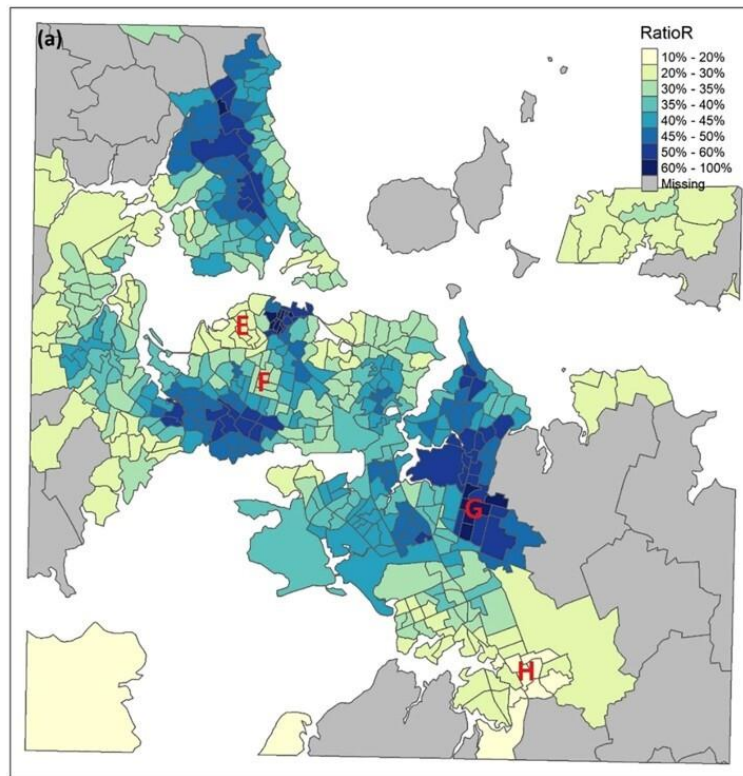 (a)
RatioR
10% - 20%
20% - 30%
30% - 35%
35% - 40%
40% - 45%
45% - 50%
50% - 60%
60% - 100%
Missing
E
F
G
H